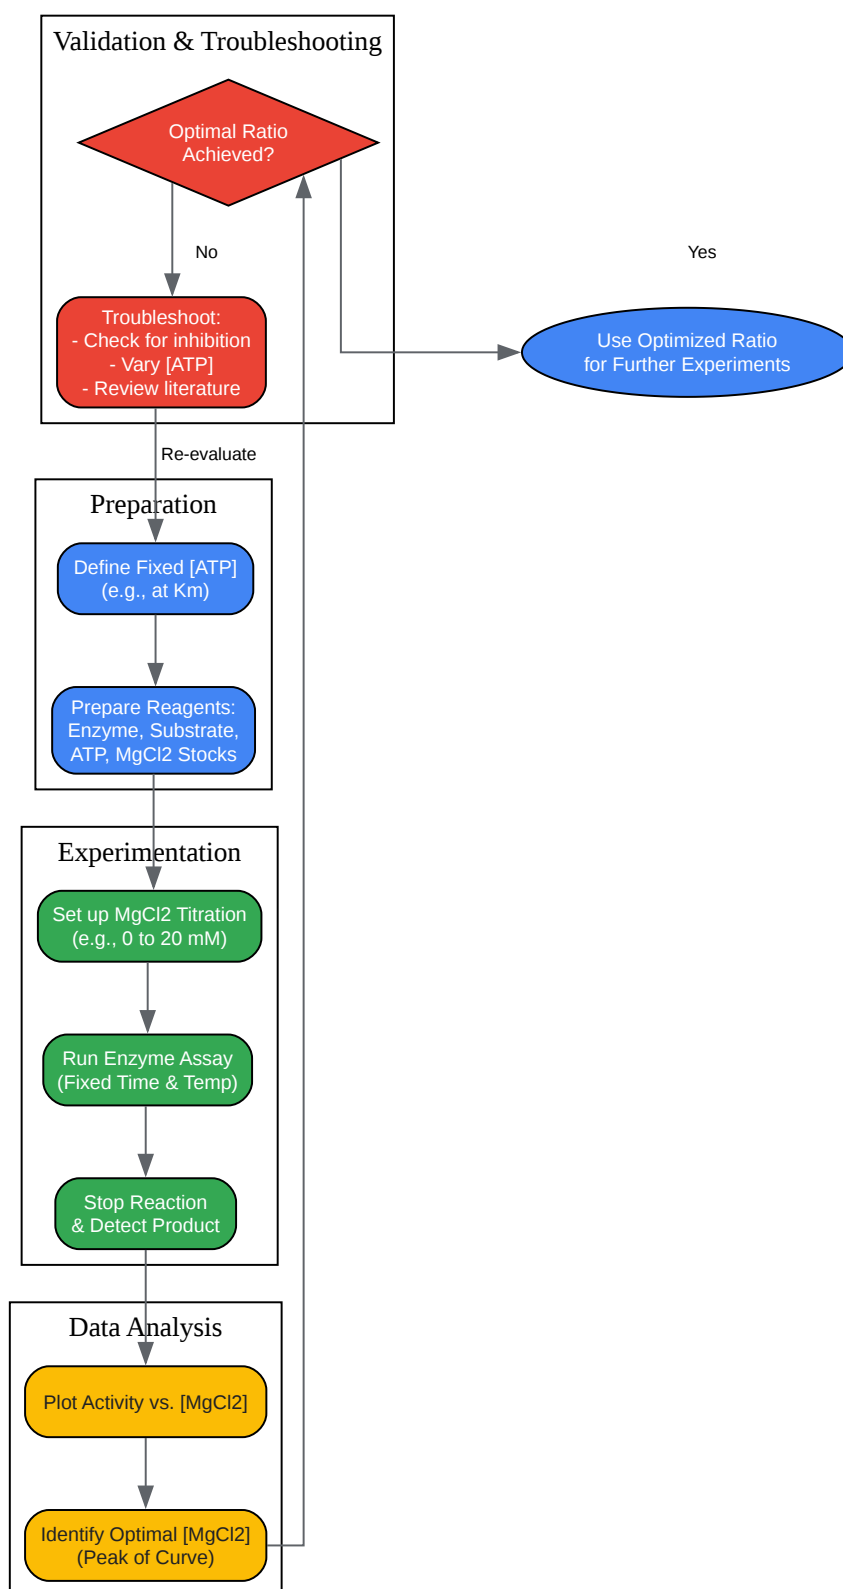 Validation & Troubleshooting
Optimal Ratio
Achieved?
No
Yes
Troubleshoot:
- Check for inhibition
- Vary [ATP]
- Review literature
Use Optimized Ratio
for Further Experiments
Re-evaluate
Preparation
Define Fixed [ATP]
(e.g., at Km)
Prepare Reagents:
Enzyme, Substrate,
ATP, MgCl2 Stocks
Experimentation
Set up MgCl2 Titration
(e.g., 0 to 20 mM)
Run Enzyme Assay
(Fixed Time & Temp)
Stop Reaction
& Detect Product
Data Analysis
Plot Activity vs. [MgCl2]
Identify Optimal [MgCl2]
(Peak of Curve)